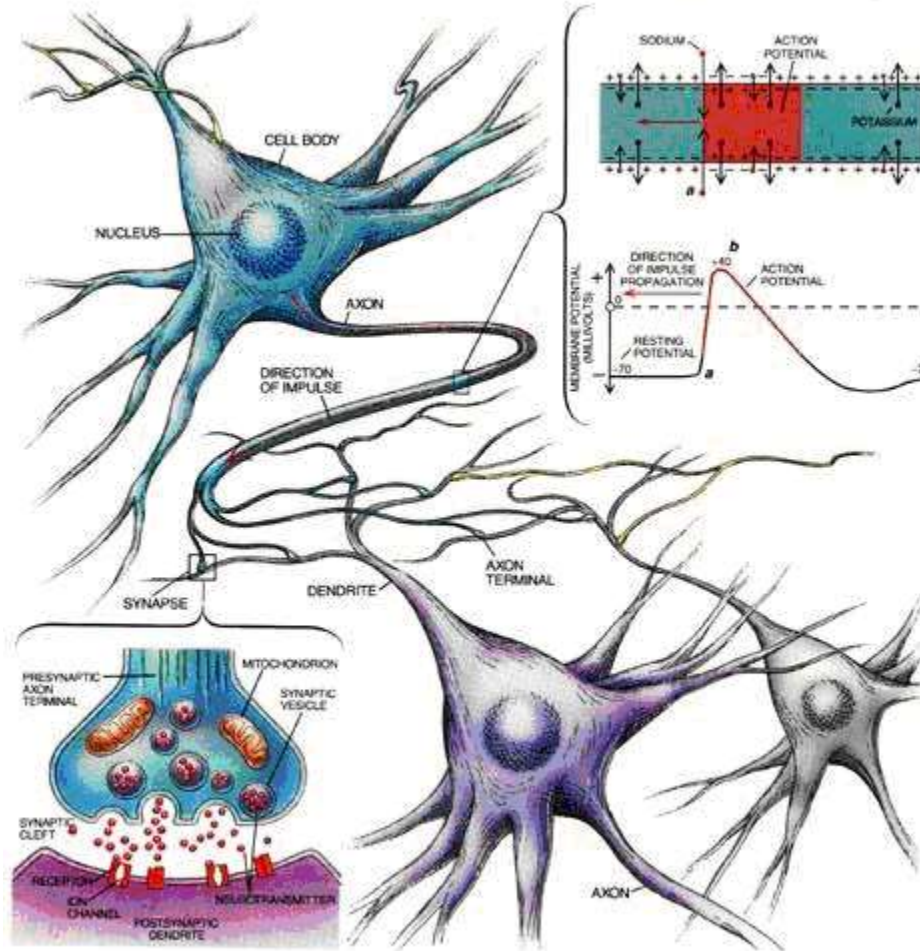 CELL BODY
NUCLEUS
AXON
DIRECTION
OF IMPULSE
SYNAPSE
DENDRITE
AXON
TERMINAL
AXON
SODIUM
ACTION
POTENTIAL
POTASSIUM
a
MEMBRANE POTENTIAL
(MILLIVOLTS)
+
0
−
DIRECTION
OF IMPULSE
PROPAGATION
b
+40
ACTION
POTENTIAL
RESTING
POTENTIAL
-70
a
PRESYNAPTIC
AXON
TERMINAL
MITOCHONDRION
SYNAPTIC
VESICLE
SYNAPTIC
CLEFT
RECEPTION
ION
CHANNEL
NEUROTRANSMITTER
POSTSYNAPTIC
DENDRITE